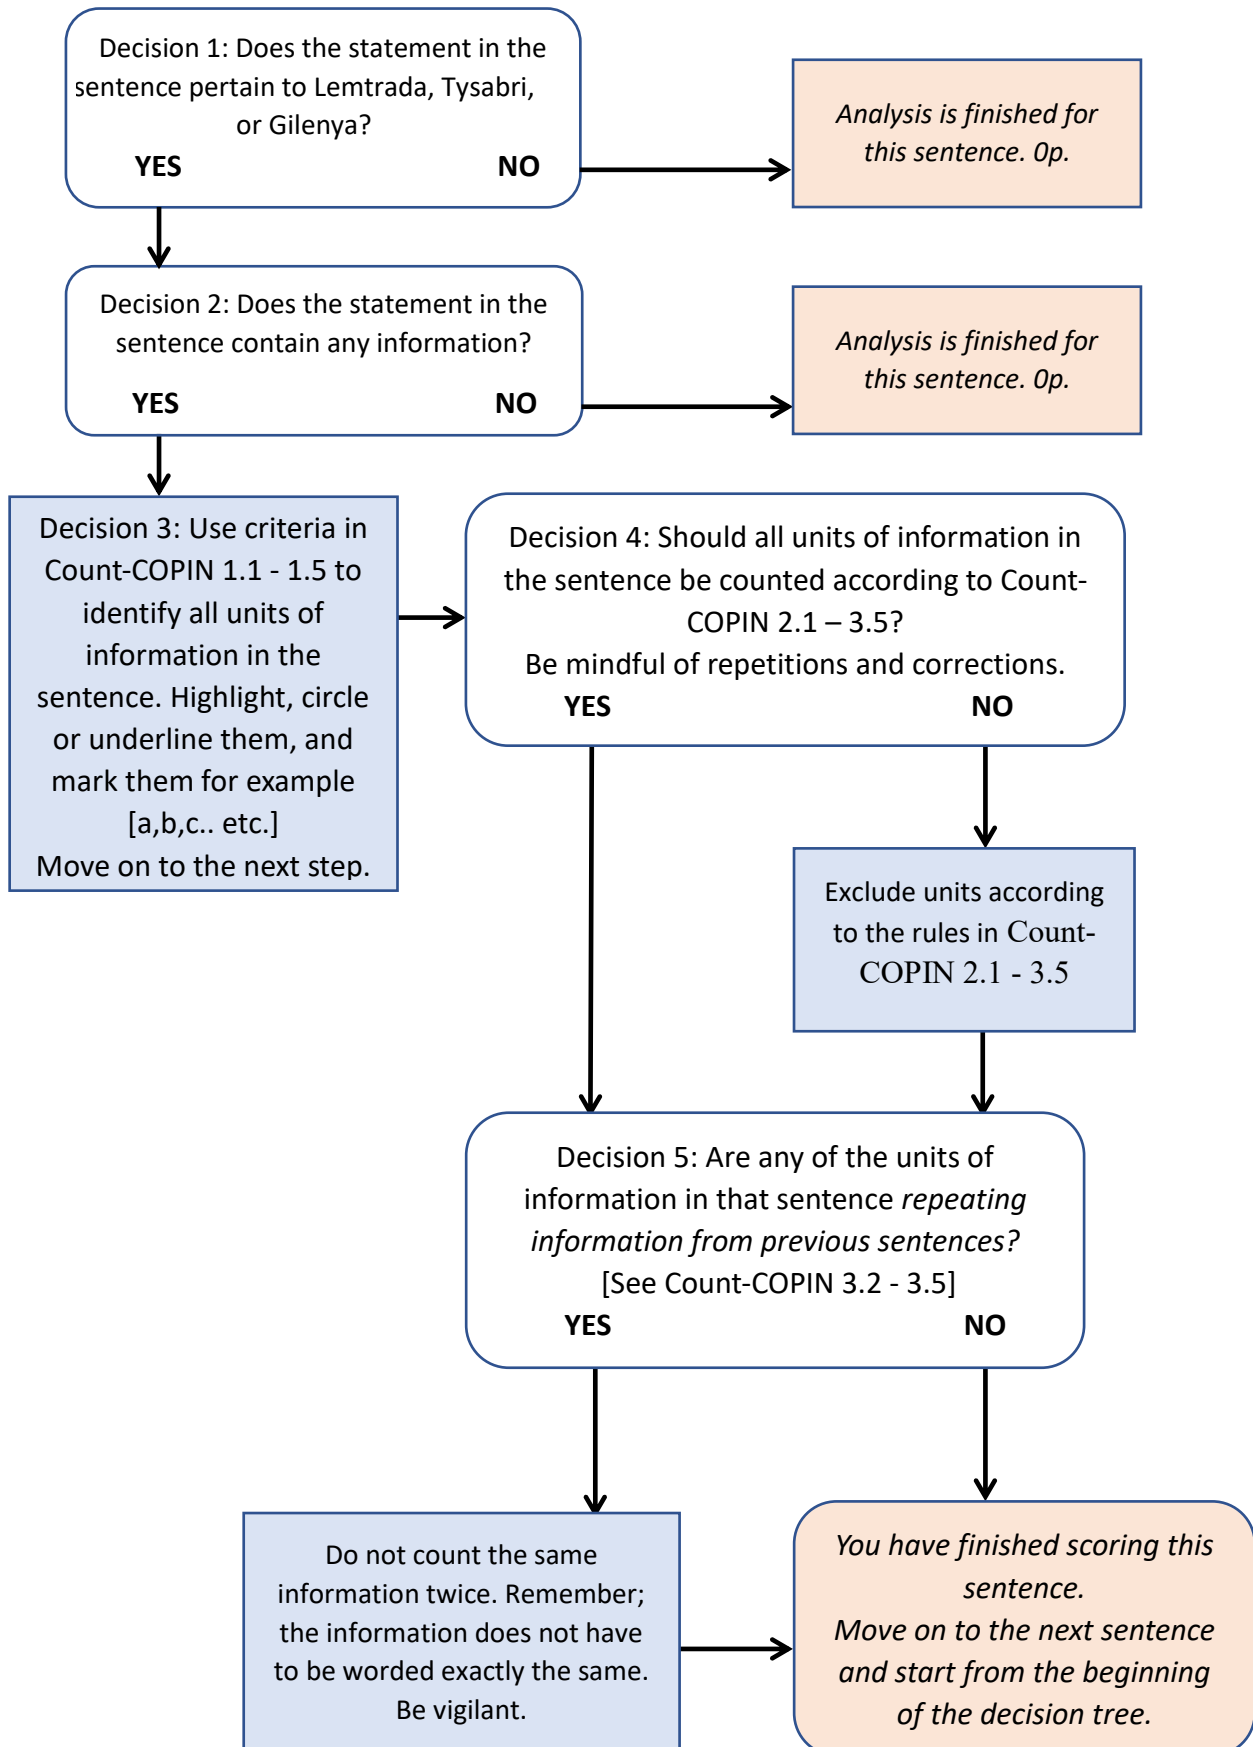 Decision 1: Does the statement in the
sentence pertain to Lemtrada, Tysabri,
or Gilenya?
YES NO
Analysis is finished for
this sentence. 0p.
Decision 2: Does the statement in the
sentence contain any information?
YES NO
Analysis is finished for
this sentence. 0p.
Decision 3: Use criteria in
Count-COPIN 1.1 - 1.5 to
identify all units of
information in the
sentence. Highlight, circle
or underline them, and
mark them for example
[a,b,c.. etc.]
Move on to the next step.
Decision 4: Should all units of information in
the sentence be counted according to Count-
COPIN 2.1 – 3.5?
Be mindful of repetitions and corrections.
YES NO
Exclude units according
to the rules in Count-
COPIN 2.1 - 3.5
Decision 5: Are any of the units of
information in that sentence repeating
information from previous sentences?
[See Count-COPIN 3.2 - 3.5]
YES NO
Do not count the same
information twice. Remember;
the information does not have
to be worded exactly the same.
Be vigilant.
You have finished scoring this
sentence.
Move on to the next sentence
and start from the beginning
of the decision tree.